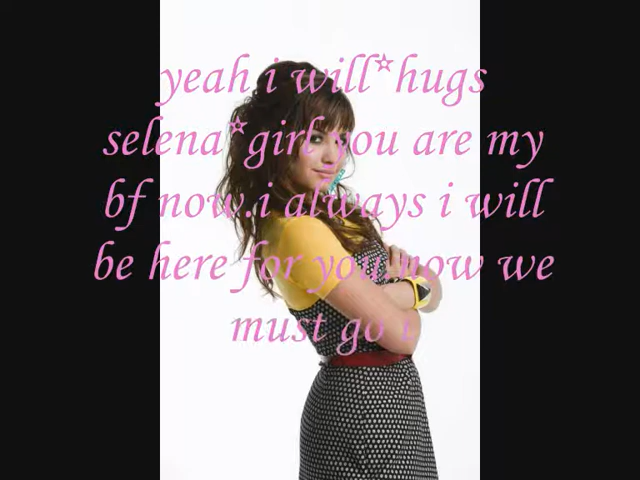 yeah i will*hugs
selena*girl you are my
bf now.i always i will
be here for you.now we
must go i